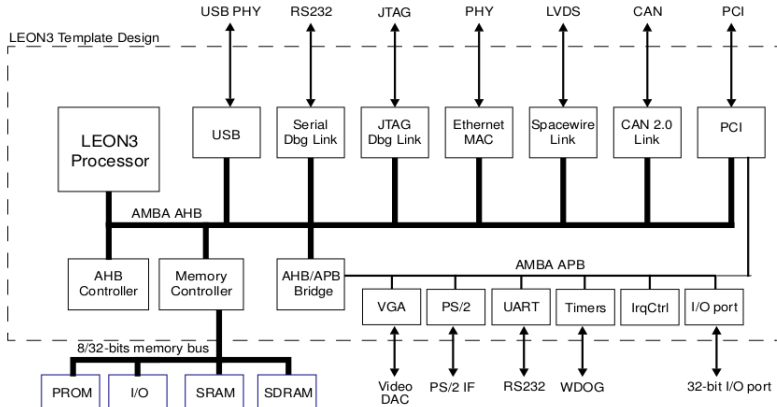 USB PHY
RS232
JTAG
PHY
LVDS
CAN
PCI
LEON3 Template Design
LEON3
Processor
USB
Serial
Dbg Link
JTAG
Dbg Link
Ethernet
MAC
Spacewire
Link
CAN 2.0
Link
PCI
AMBA AHB
AHB
Controller
Memory
Controller
AHB/APB
Bridge
AMBA APB
VGA
PS/2
UART
Timers
IrqCtrl
I/O port
8/32-bits memory bus
PROM
I/O
SRAM
SDRAM
Video
DAC
PS/2 IF
RS232
WDOG
32-bit I/O port